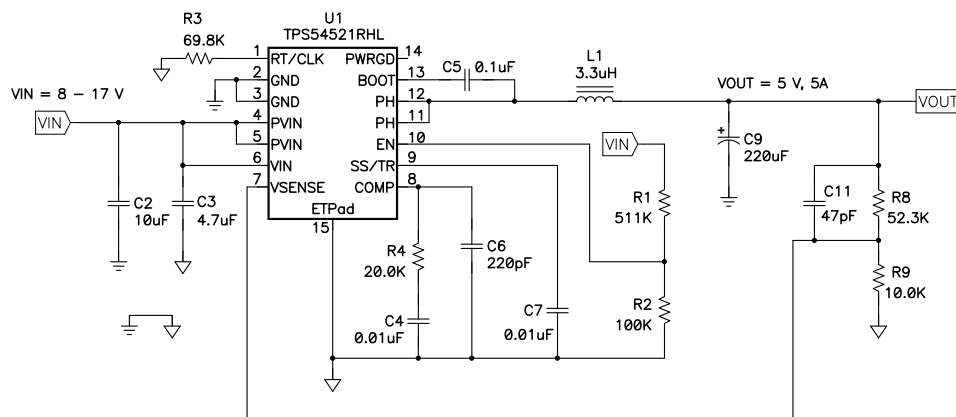 U1
TPS54521RHL
R3
69.8K
1 RT/CLK PWRGD 14
2 GND BOOT 13
3 GND PH 12
4 PVIN PH 11
5 PVIN EN 10
6 VIN SS/TR 9
7 VSENSE COMP 8
ETPad
15
VIN = 8 – 17 V
VIN
C2
10uF
C3
4.7uF
C5 0.1uF
L1
3.3uH
VOUT = 5 V, 5A
VOUT
+
C9
220uF
VIN
R1
511K
R2
100K
C11
47pF
R8
52.3K
R9
10.0K
R4
20.0K
C6
220pF
C4
0.01uF
C7
0.01uF